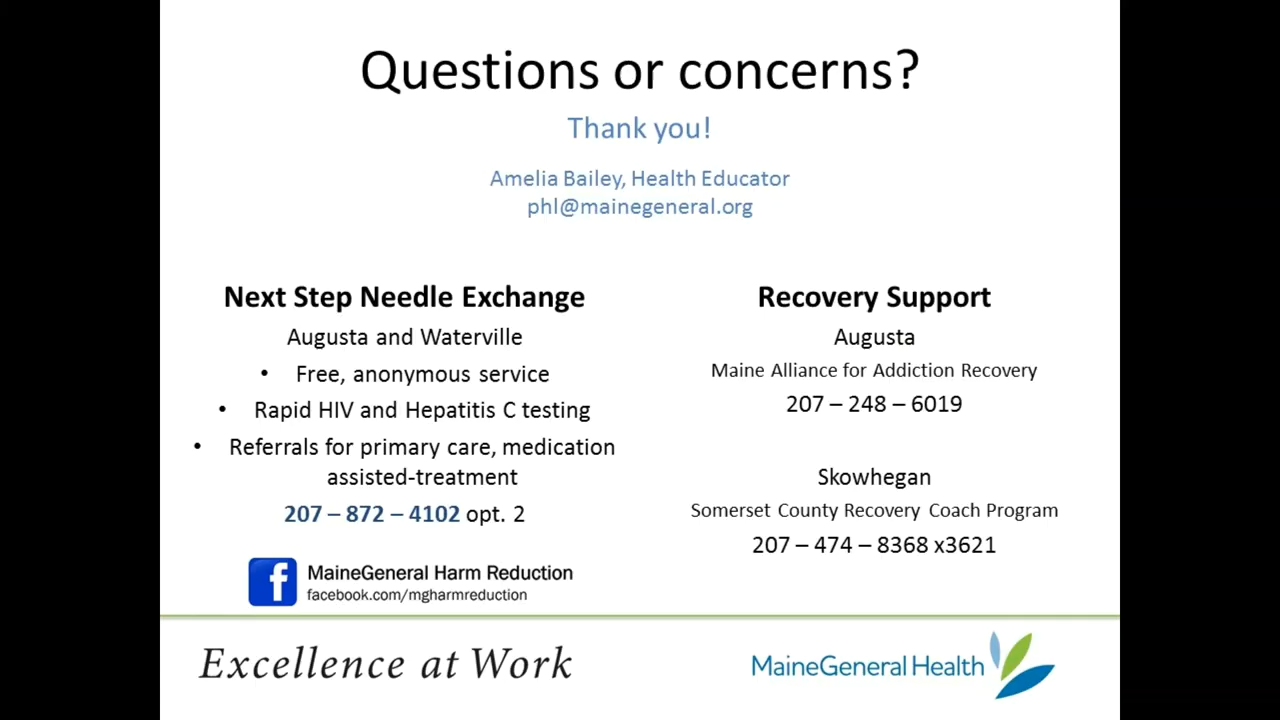 Questions or concerns?
Thank you!
Amelia Bailey, Health Educator
phl@mainegeneral.org
Next Step Needle Exchange
Augusta and Waterville
• Free, anonymous service
• Rapid HIV and Hepatitis C testing
• Referrals for primary care, medication
assisted-treatment
207 – 872 – 4102 opt. 2
MaineGeneral Harm Reduction
facebook.com/mgharmreduction
Recovery Support
Augusta
Maine Alliance for Addiction Recovery
207 – 248 – 6019
Skowhegan
Somerset County Recovery Coach Program
207 – 474 – 8368 x3621
Excellence at Work
MaineGeneral Health